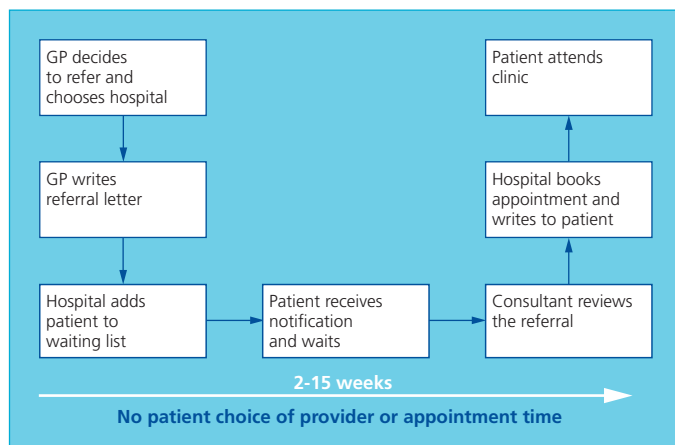 GP decides
to refer and
chooses hospital
GP writes
referral letter
Hospital adds
patient to
waiting list
Patient receives
notification
and waits
Consultant reviews
the referral
Hospital books
appointment and
writes to patient
Patient attends
clinic
2-15 weeks
No patient choice of provider or appointment time